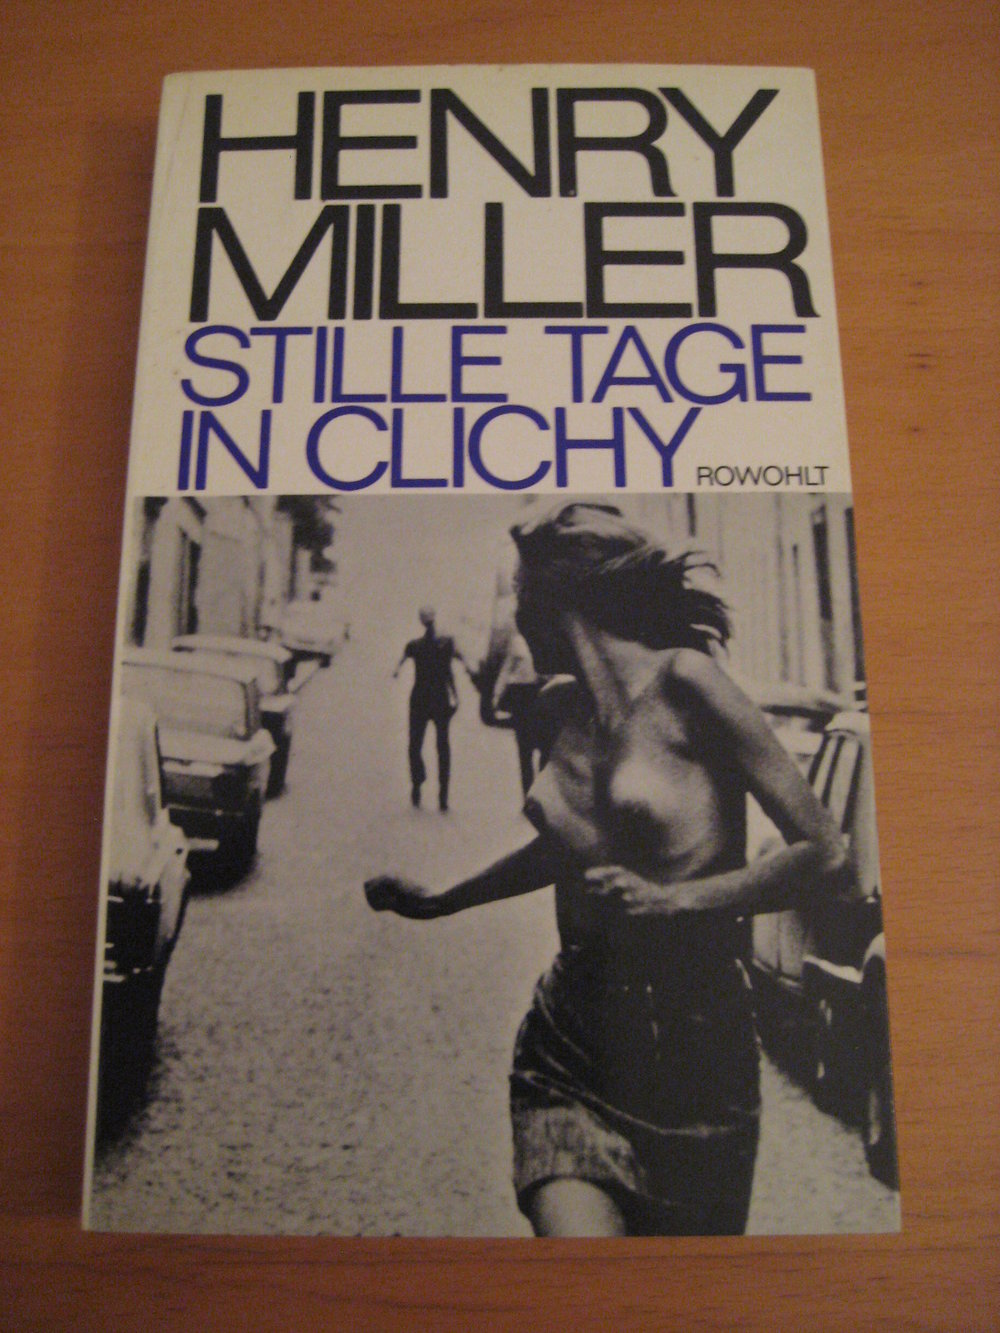 HENRY
MILLER
STILLE TAGE
IN CLICHY
ROWOHLT